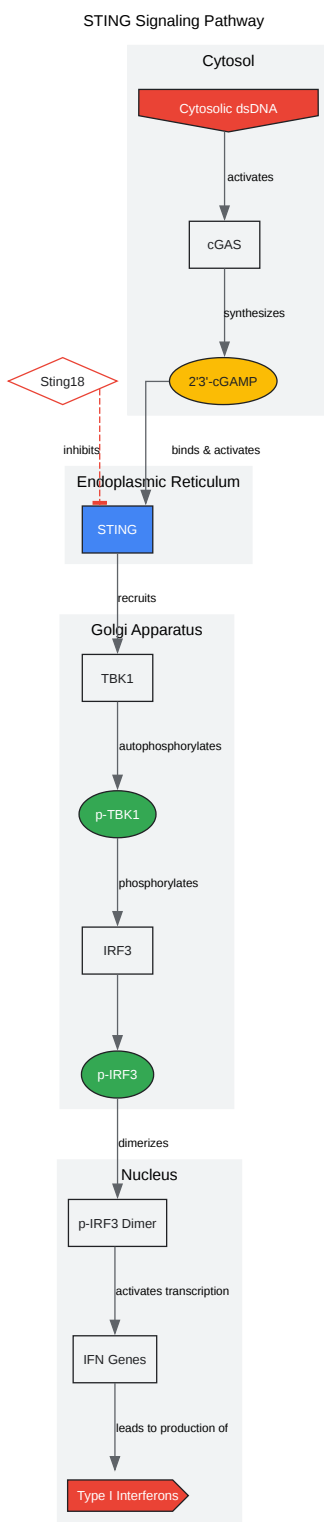 STING Signaling Pathway
Cytosol
Cytosolic dsDNA
activates
cGAS
synthesizes
Sting18
2'3'-cGAMP
inhibits
binds & activates
Endoplasmic Reticulum
STING
recruits
Golgi Apparatus
TBK1
autophosphorylates
p-TBK1
phosphorylates
IRF3
p-IRF3
dimerizes
Nucleus
p-IRF3 Dimer
activates transcription
IFN Genes
leads to production of
Type I Interferons